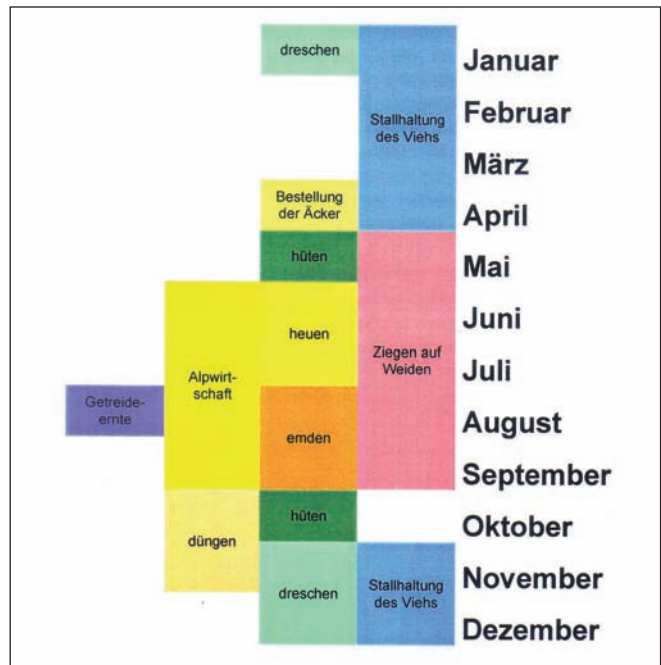 dreschen
Januar
Februar
Stallhaltung
des Viehs
März
Bestellung
der Äcker
April
hüten
Mai
Juni
heuen
Ziegen auf
Weiden
Juli
Alpwirt-
schaft
Getreide-
ernte
August
emden
September
hüten
Oktober
düngen
November
dreschen
Stallhaltung
des Viehs
Dezember